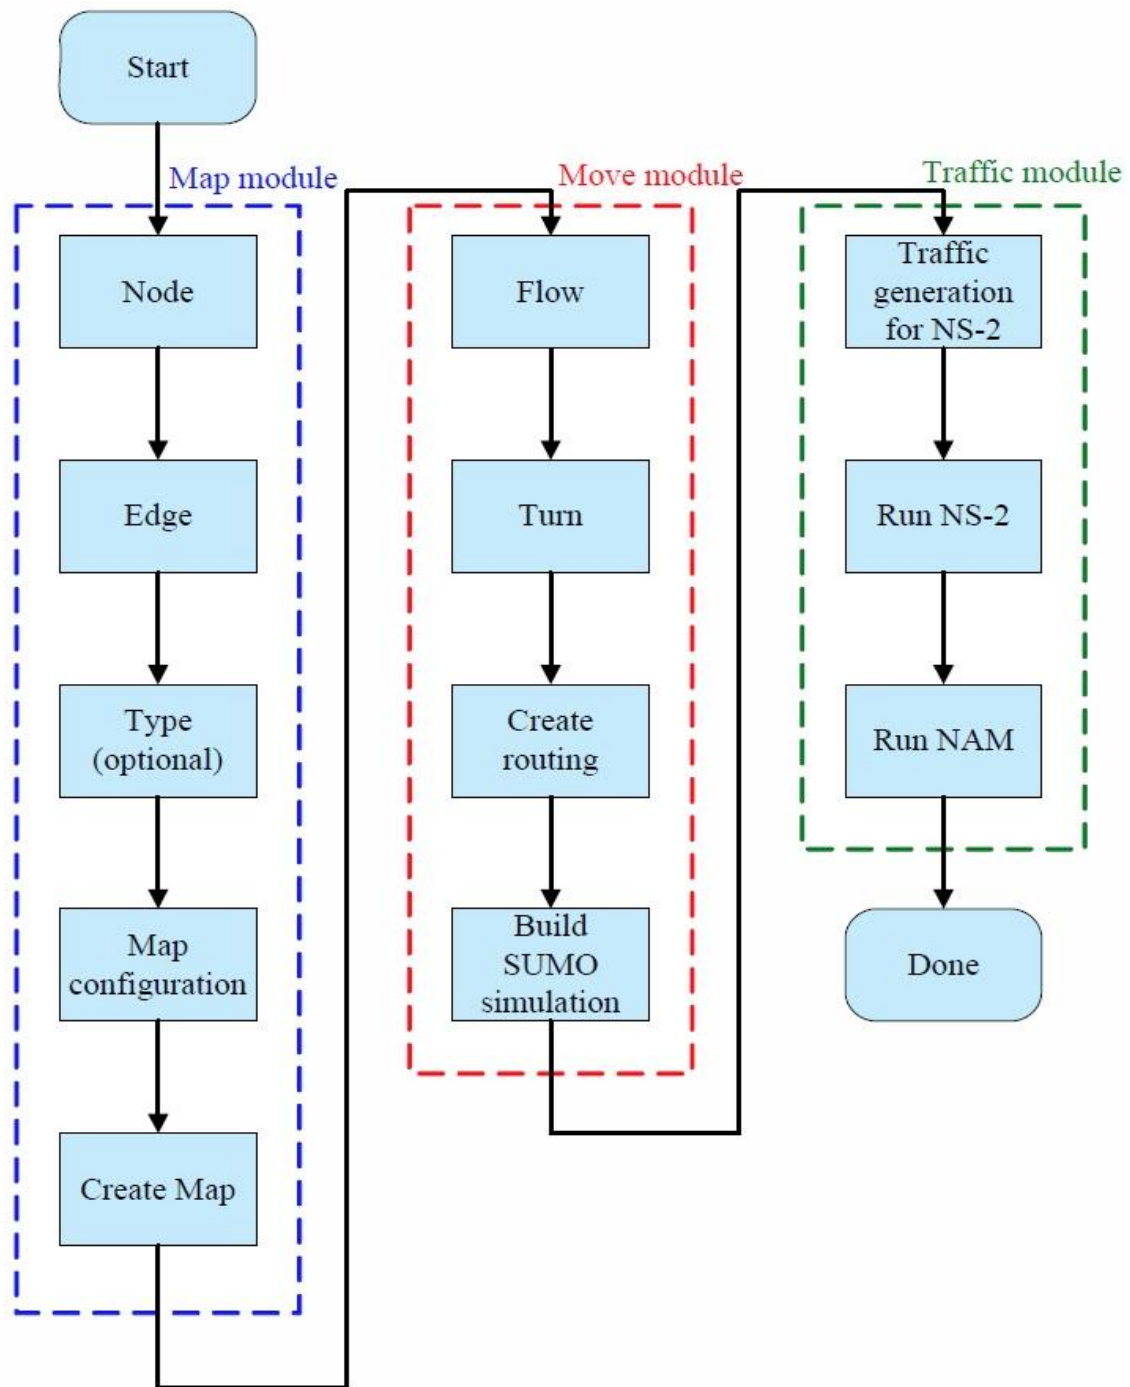 Start
Map module
Node
Edge
Type
(optional)
Map
configuration
Create Map
Move module
Flow
Turn
Create
routing
Build
SUMO
simulation
Traffic module
Traffic
generation
for NS-2
Run NS-2
Run NAM
Done